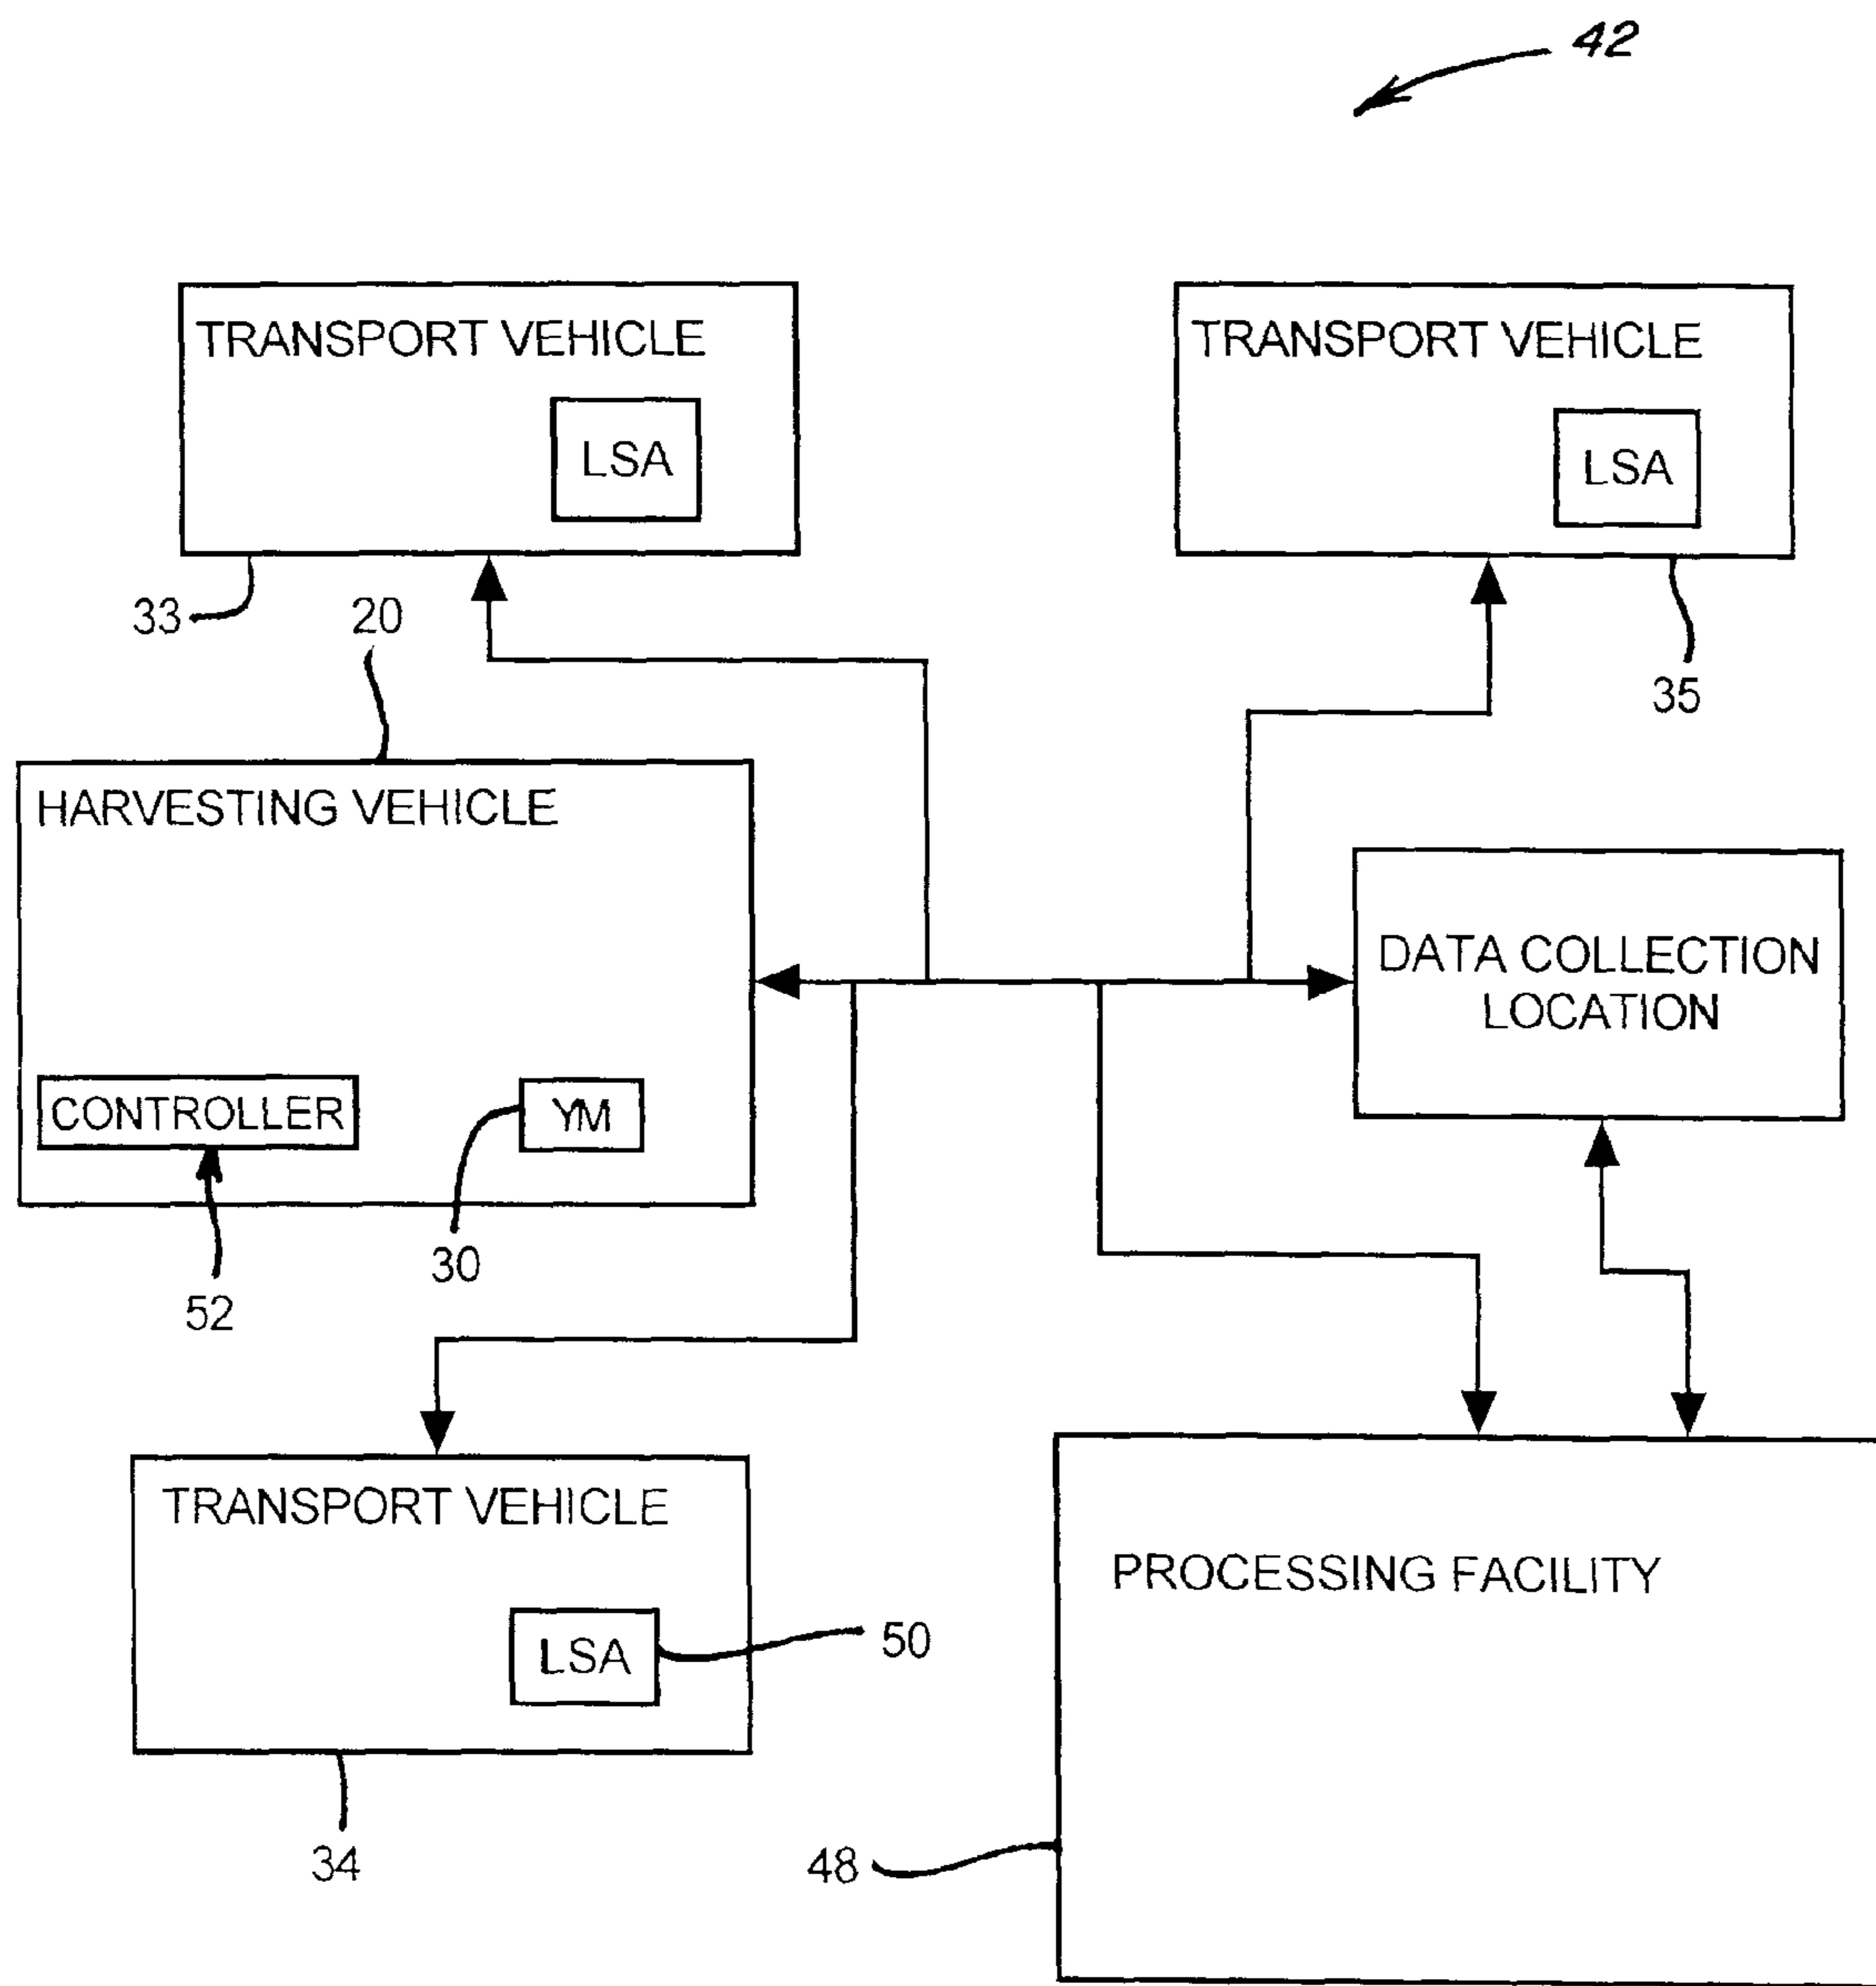 42
TRANSPORT VEHICLE
LSA
33
TRANSPORT VEHICLE
LSA
35
20
HARVESTING VEHICLE
CONTROLLER
YM
52
30
DATA COLLECTION
LOCATION
TRANSPORT VEHICLE
LSA
50
34
PROCESSING FACILITY
48